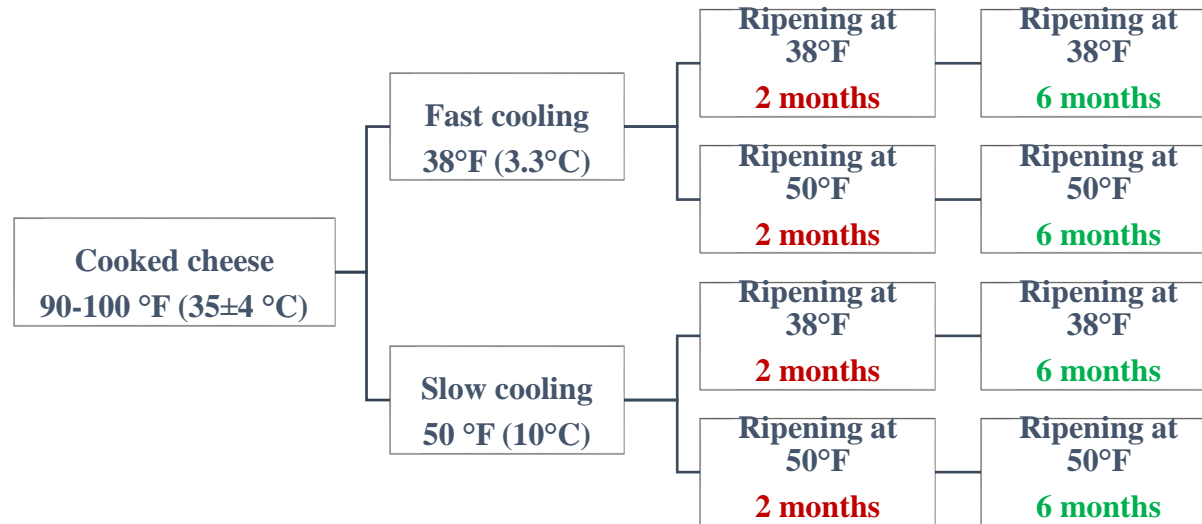 Cooked cheese
90-100 °F (35±4 °C)
Fast cooling
38°F (3.3°C)
Ripening at
38°F
2 months
Ripening at
38°F
6 months
Ripening at
50°F
2 months
Ripening at
50°F
6 months
Slow cooling
50 °F (10°C)
Ripening at
38°F
2 months
Ripening at
38°F
6 months
Ripening at
50°F
2 months
Ripening at
50°F
6 months